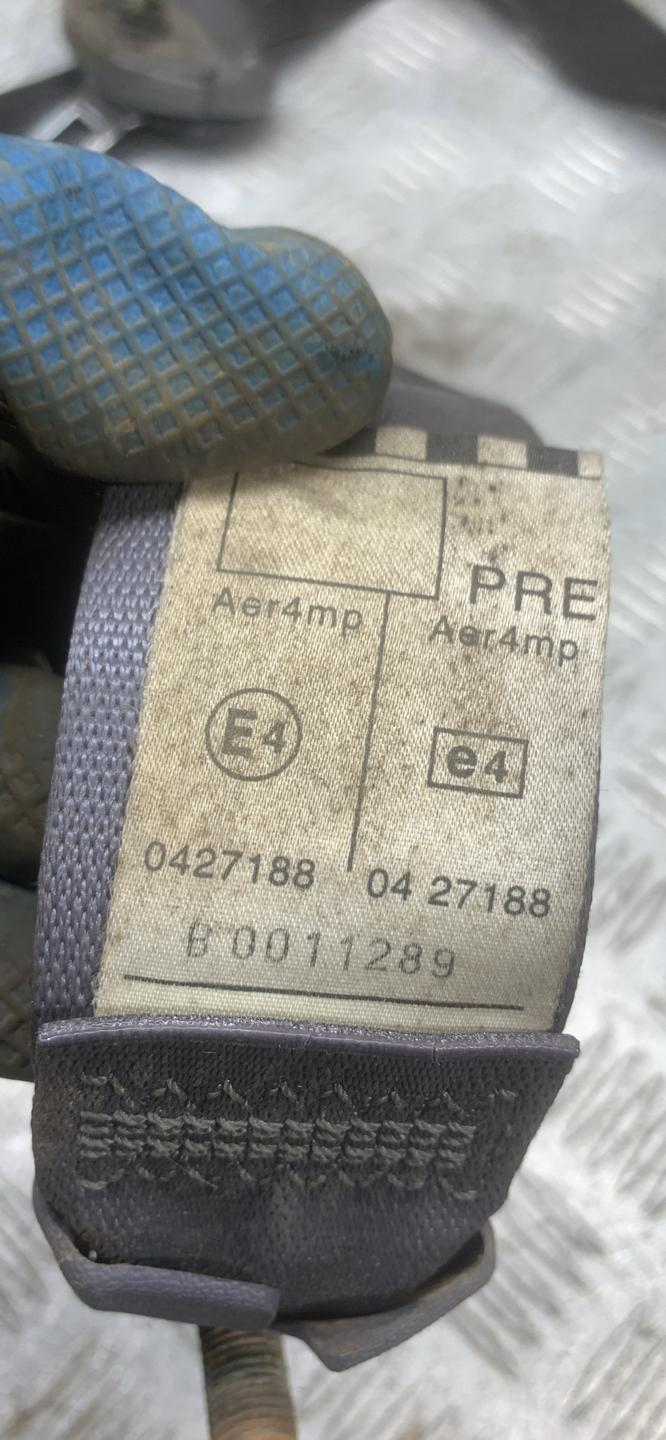 PRE
Aer4mp Aer4mp
E4 e4
0427188 04 27188
B 0011289